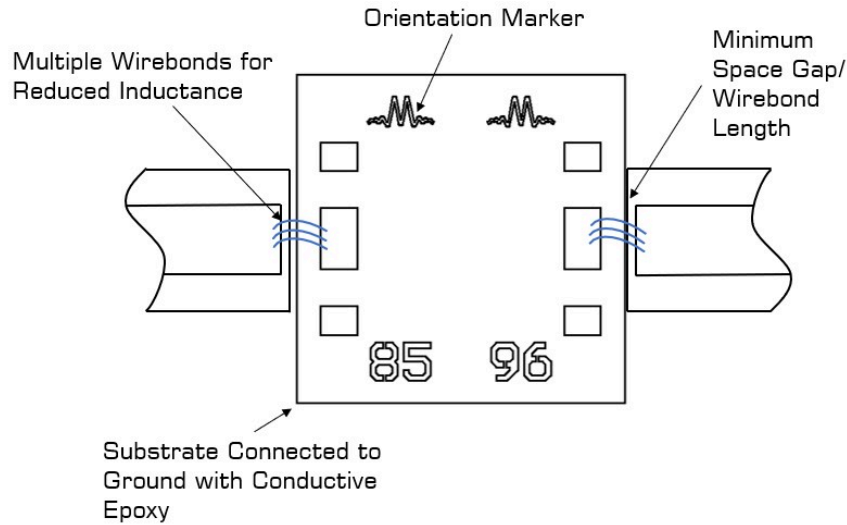 Orientation Marker
Multiple Wirebonds for
Reduced Inductance
Minimum
Space Gap/
Wirebond
Length
85 96
Substrate Connected to
Ground with Conductive
Epoxy